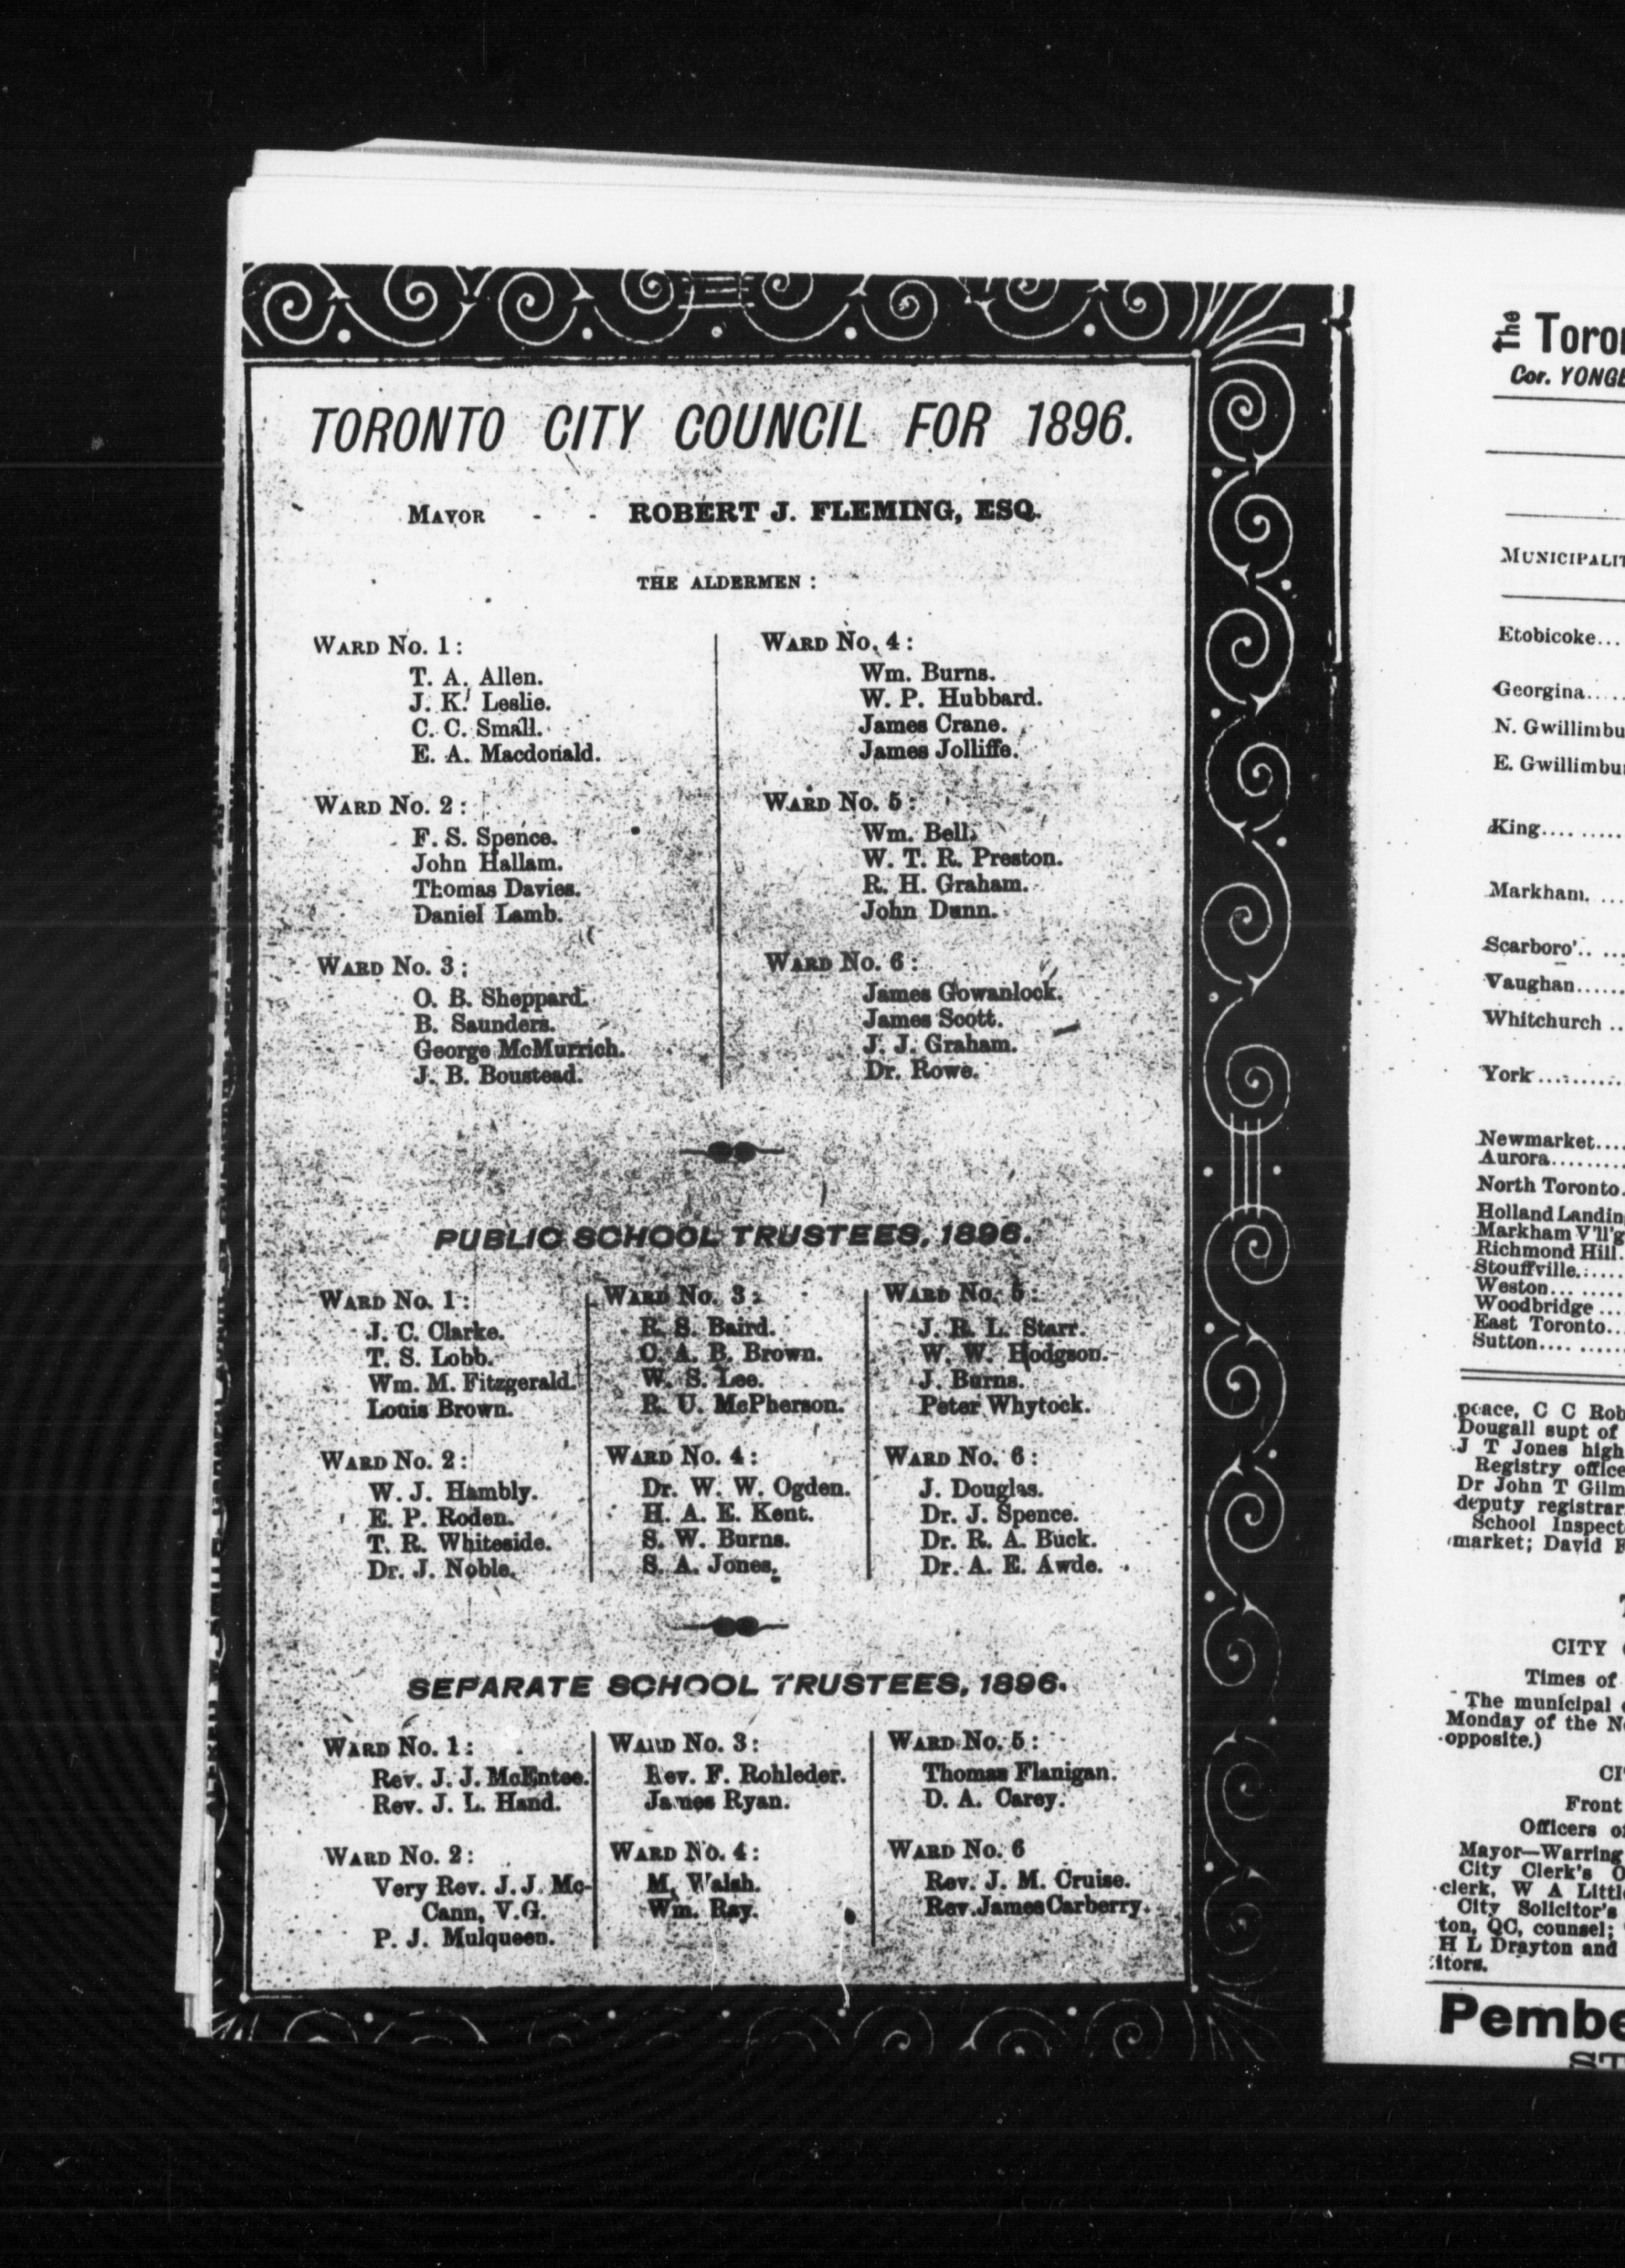 TORONTO CITY COUNCIL FOR 1896.
MAYOR - - ROBERT J. FLEMING, ESQ.
THE ALDERMEN :
WARD No. 1 :
T. A. Allen.
J. K. Leslie.
C. C. Small.
E. A. Macdonald.
WARD No. 2 :
F. S. Spence.
John Hallam.
Thomas Davies.
Daniel Lamb.
WARD No. 3 :
O. B. Sheppard.
B. Saunders.
George McMurrich.
J. B. Boustead.
WARD No. 4 :
Wm. Burns.
W. P. Hubbard.
James Crane.
James Jolliffe.
WARD No. 5 :
Wm. Bell.
W. T. R. Preston.
R. H. Graham.
John Dunn.
WARD No. 6 :
James Gowanlock.
James Scott.
J. J. Graham.
Dr. Rowe.
PUBLIC SCHOOL TRUSTEES, 1896.
WARD No. 1 :
J. C. Clarke.
T. S. Lobb.
Wm. M. Fitzgerald.
Louis Brown.
WARD No. 2 :
W. J. Hambly.
E. P. Roden.
T. R. Whiteside.
Dr. J. Noble.
WARD No. 3 :
R. S. Baird.
C. A. B. Brown.
W. S. Lee.
R. U. McPherson.
WARD No. 4 :
Dr. W. W. Ogden.
H. A. E. Kent.
S. W. Burns.
S. A. Jones.
WARD No. 5 :
J. R. L. Starr.
W. W. Hodgson.
J. Burns.
Peter Whytock.
WARD No. 6 :
J. Douglas.
Dr. J. Spence.
Dr. R. A. Buck.
Dr. A. E. Awde.
SEPARATE SCHOOL TRUSTEES, 1896.
WARD No. 1 :
Rev. J. J. McEntee.
Rev. J. L. Hand.
WARD No. 2 :
Very Rev. J. J. Mc-
Cann, V.G.
P. J. Mulqueen.
WARD No. 3 :
Rev. F. Rohleder.
James Ryan.
WARD No. 4 :
M. Walsh.
Wm. Ray.
WARD No. 5 :
Thomas Flanigan.
D. A. Carey.
WARD No. 6
Rev. J. M. Cruise.
Rev. James Carberry.
The Toron
Cor. YONGE
MUNICIPALIT
Etobicoke...
Georgina.....
N. Gwillimbu
E. Gwillimbu
King.........
Markham. ...
Scarboro'.. ...
Vaughan......
Whitchurch ..
York..........
Newmarket....
Aurora.........
North Toronto.
Holland Landin
Markham V'll'g
Richmond Hill.
Stouffville......
Weston... ......
Woodbridge ...
East Toronto..
Sutton.... ......
peace, C C Rob
Dougall supt of
J T Jones high
Registry office
Dr John T Gilm
deputy registrar
School Inspect
market; David F
CITY
Times of
The municipal
Monday of the N
opposite.)
CI
Front
Officers o
Mayor—Warring
City Clerk's O
clerk, W A Littl
City Solicitor's
ton, QC, counsel;
H L Drayton and
itors.
Pembe
ST